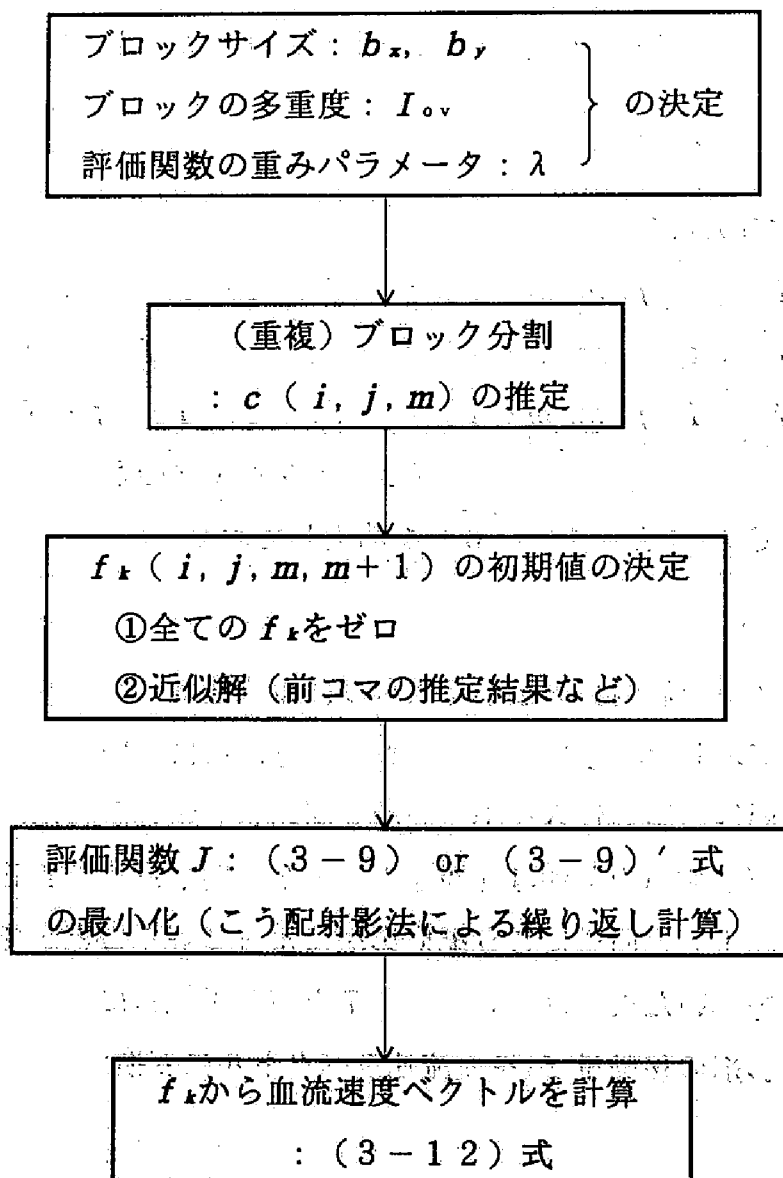 ブロックサイズ：bx, by
ブロックの多重度：Iov
評価関数の重みパラメータ：λ
の決定
（重複）ブロック分割
：c（i, j, m）の推定
fk（i, j, m, m＋1）の初期値の決定
①全てのfkをゼロ
②近似解（前コマの推定結果など）
評価関数J：（3－9） or （3－9）′式
の最小化（こう配射影法による繰り返し計算）
fkから血流速度ベクトルを計算
：（3－12）式